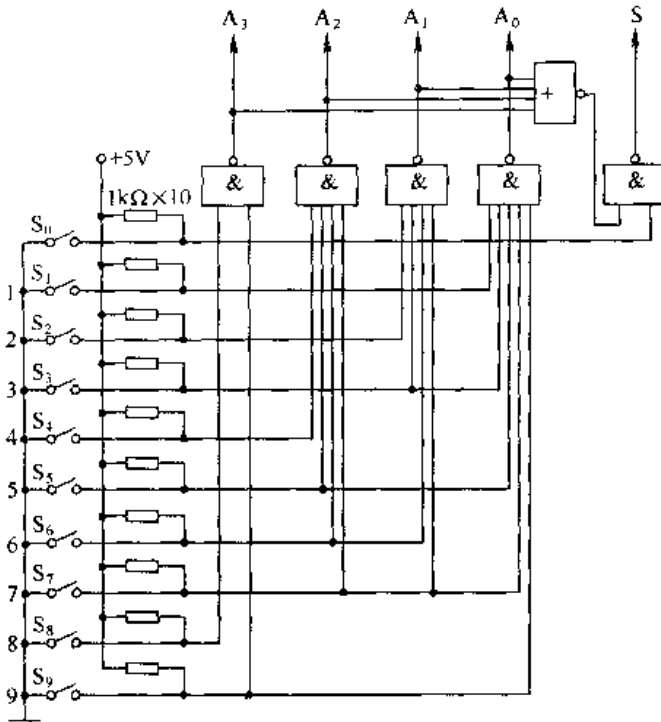 A₃ A₂ A₁ A₀ S
+
+5V
& & & & &
1kΩ×10
S₀
S₁
1
S₂
2
S₃
3
S₄
4
S₅
5
S₆
6
S₇
7
S₈
8
S₉
9